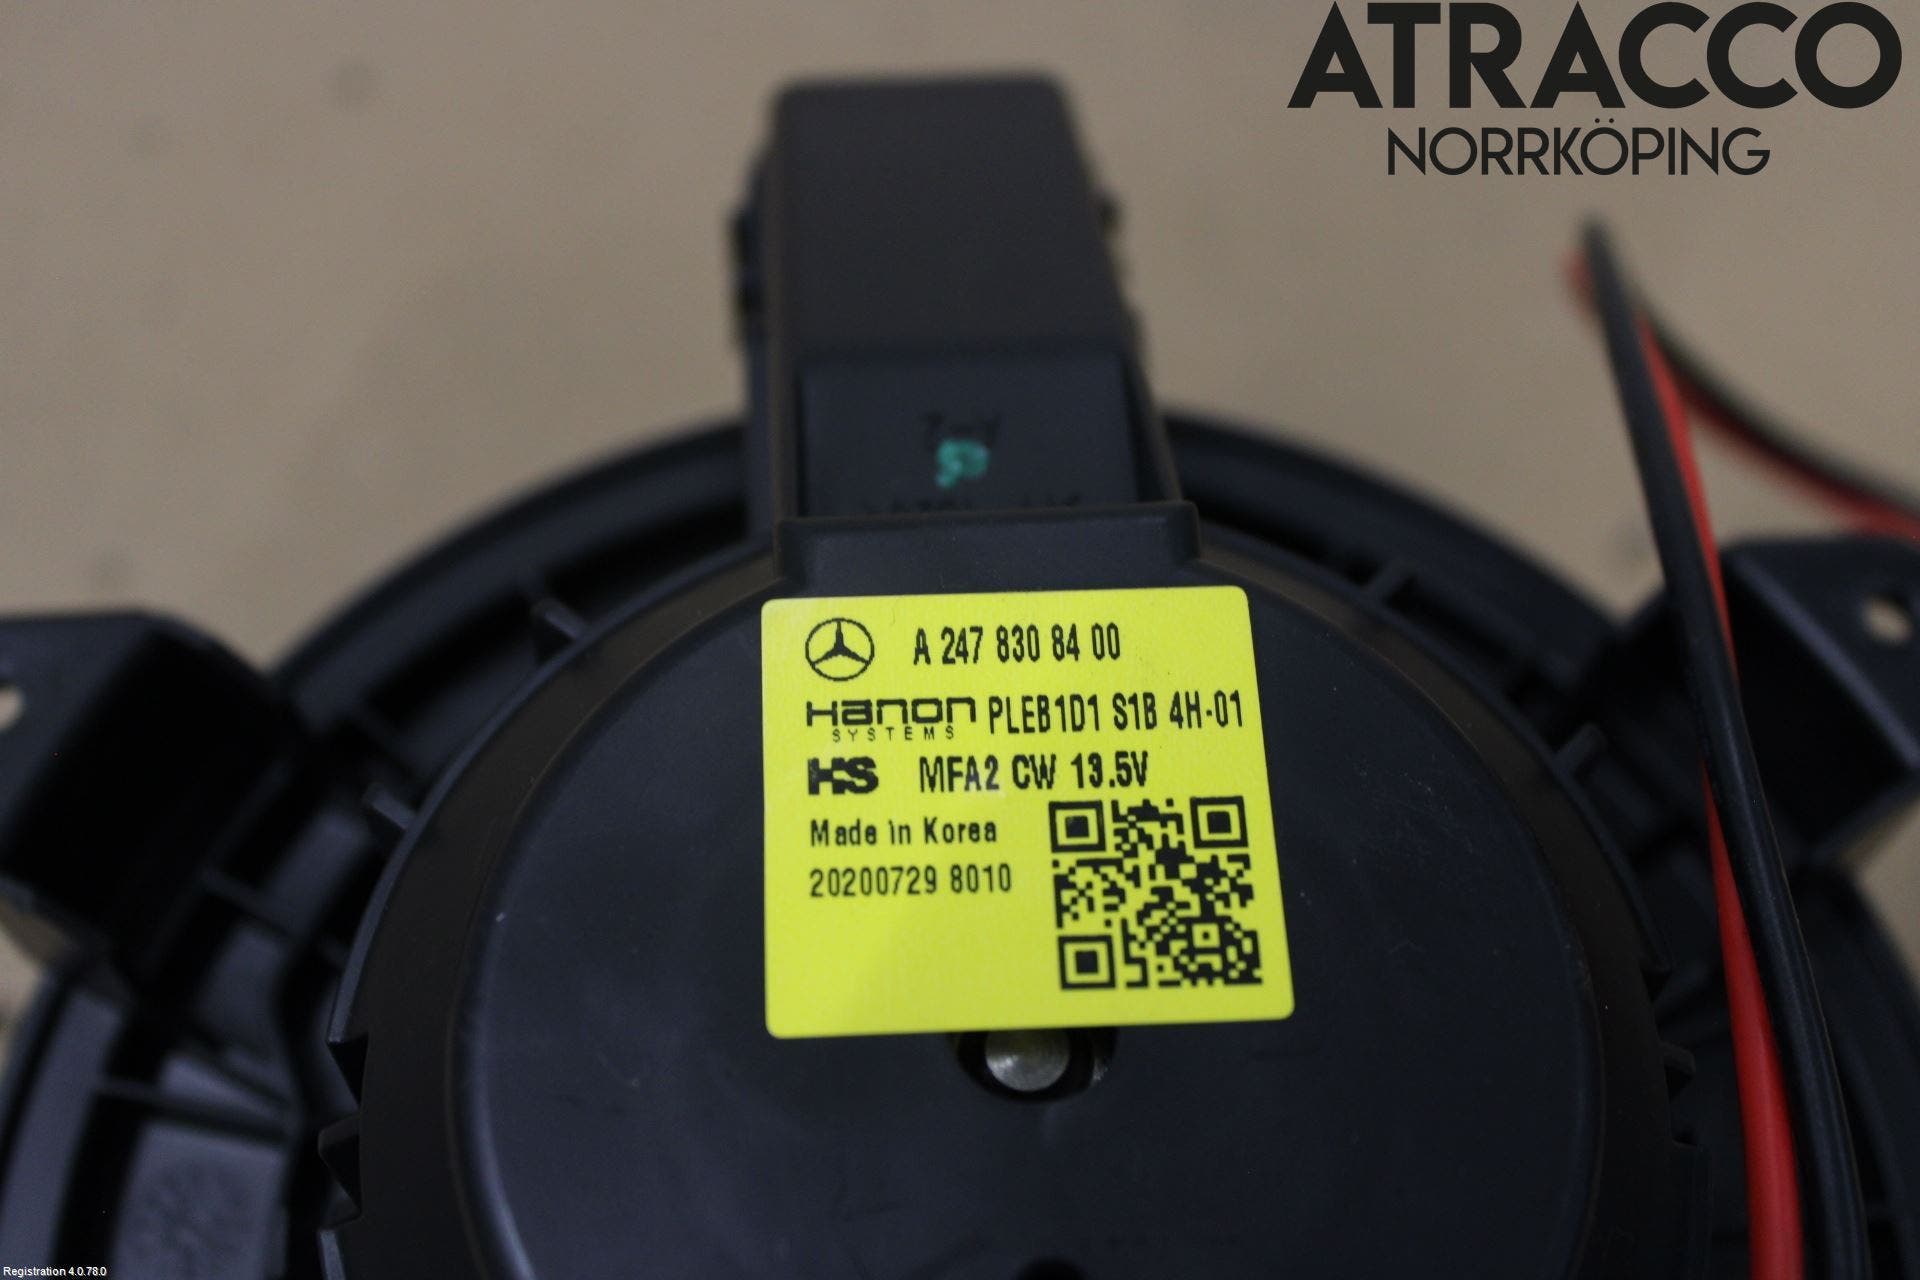 ATRACCO
NORRKÖPING
A 247 830 84 00
Hanon PLEB1D1 S1B 4H-01
SYSTEMS
HS MFA2 CW 13.5V
Made in Korea
20200729 8010
Registration 4.0.78.0